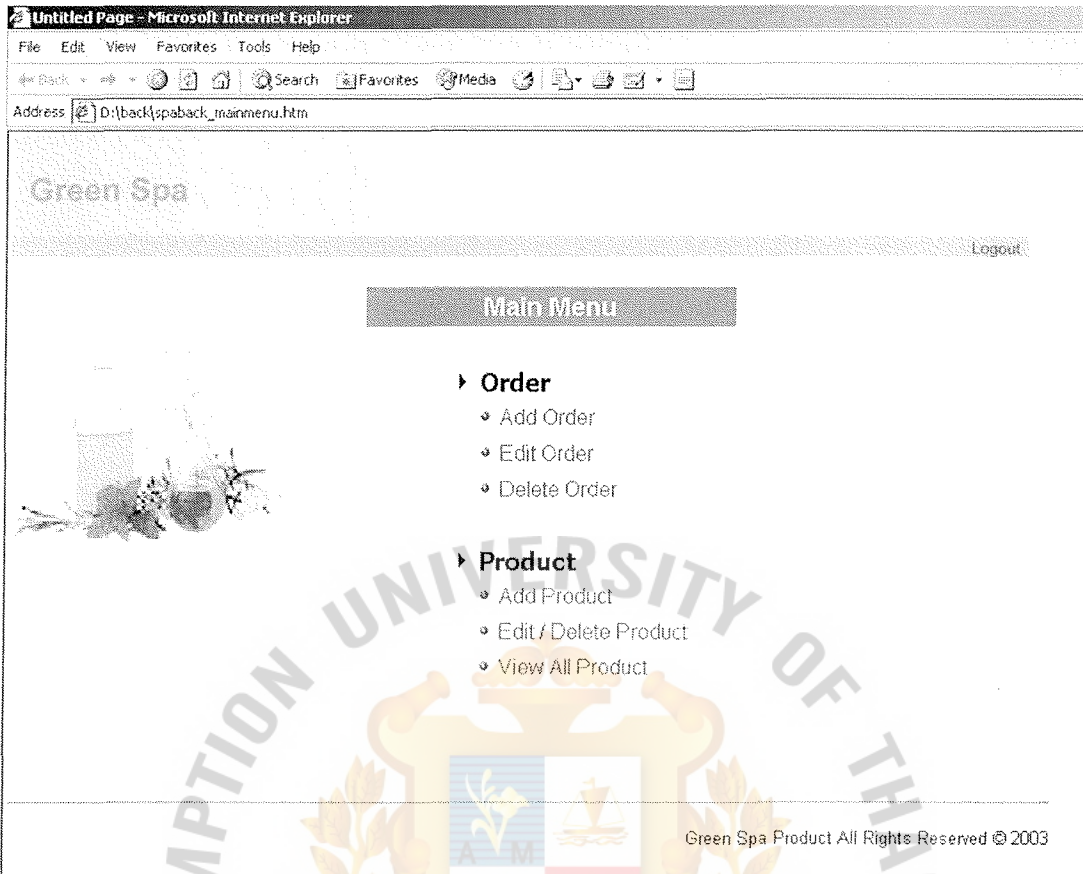 Untitled Page - Microsoft Internet Explorer
File Edit View Favorites Tools Help
Back Search Favorites Media
Address D:\back\spaback_mainmenu.htm
Green Spa
Logout
Main Menu
Order
Add Order
Edit Order
Delete Order
Product
Add Product
Edit / Delete Product
View All Product
UNIVERSITY OF
A M
Green Spa Product All Rights Reserved © 2003